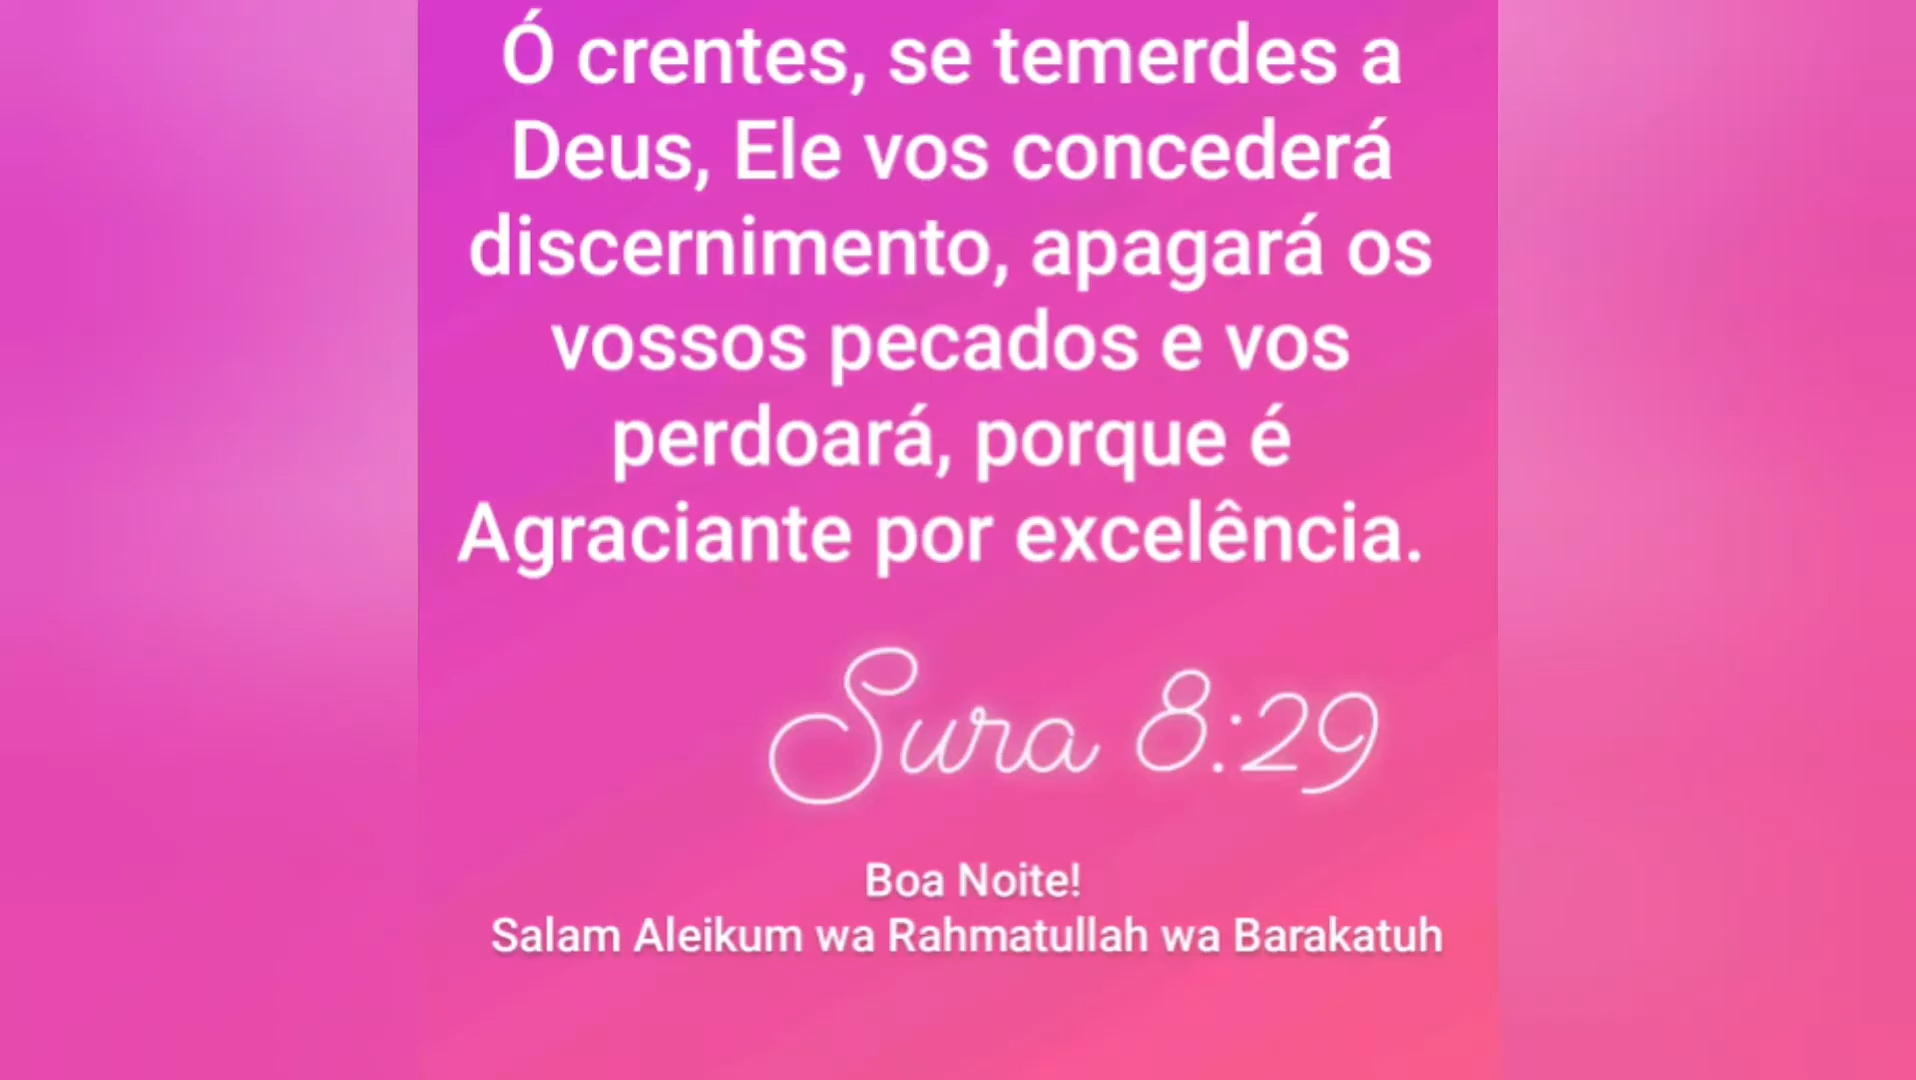 Ó crentes, se temerdes a
Deus, Ele vos concederá
discernimento, apagará os
vossos pecados e vos
perdoará, porque é
Agraciante por excelência.
Sura 8:29
Boa Noite!
Salam Aleikum wa Rahmatullah wa Barakatuh